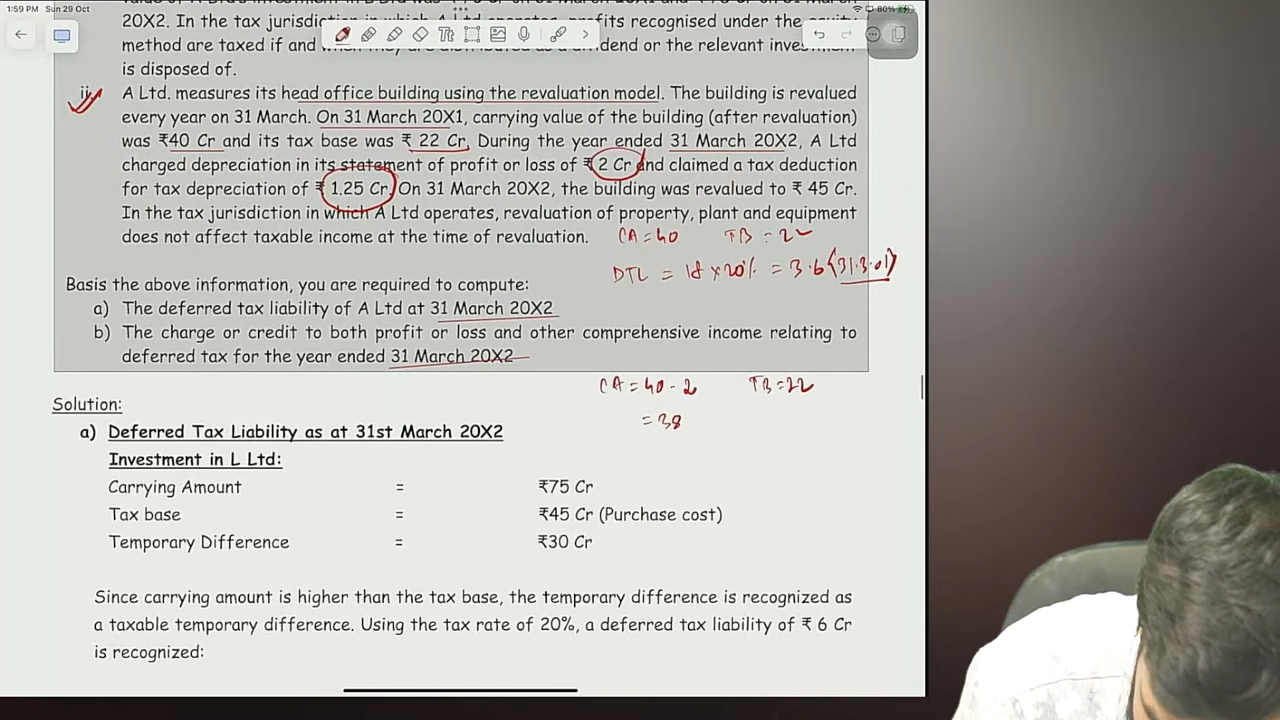 1:59 PM Sun 29 Oct
80%
20X2. In the tax jurisdiction in which A Ltd operates, profits recognised under the equity
method are taxed if and when they are distributed as a dividend or the relevant investment
is disposed of.
ii. A Ltd. measures its head office building using the revaluation model. The building is revalued
every year on 31 March. On 31 March 20X1, carrying value of the building (after revaluation)
was ₹40 Cr and its tax base was ₹ 22 Cr. During the year ended 31 March 20X2, A Ltd
charged depreciation in its statement of profit or loss of ₹ 2 Cr and claimed a tax deduction
for tax depreciation of ₹ 1.25 Cr. On 31 March 20X2, the building was revalued to ₹ 45 Cr.
In the tax jurisdiction in which A Ltd operates, revaluation of property, plant and equipment
does not affect taxable income at the time of revaluation. CA = 40 TB = 22
DTL = 18 × 20% = 3.6 (31.3.01)
Basis the above information, you are required to compute:
a) The deferred tax liability of A Ltd at 31 March 20X2
b) The charge or credit to both profit or loss and other comprehensive income relating to
deferred tax for the year ended 31 March 20X2
CA = 40 - 2 TB = 22
= 38
Solution:
a) Deferred Tax Liability as at 31st March 20X2
Investment in L Ltd:
Carrying Amount = ₹75 Cr
Tax base = ₹45 Cr (Purchase cost)
Temporary Difference = ₹30 Cr
Since carrying amount is higher than the tax base, the temporary difference is recognized as
a taxable temporary difference. Using the tax rate of 20%, a deferred tax liability of ₹ 6 Cr
is recognized: